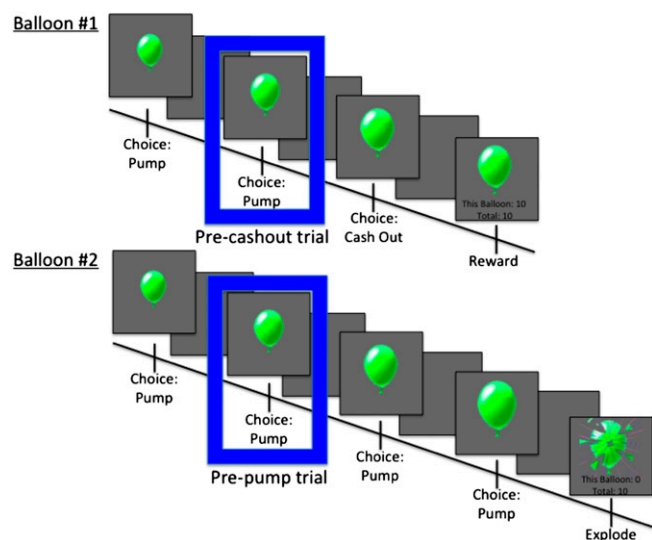 Balloon #1
Choice:
Pump
Choice:
Pump
Pre-cashout trial
Choice:
Cash Out
This Balloon: 10
Total: 10
Reward
Balloon #2
Choice:
Pump
Choice:
Pump
Pre-pump trial
Choice:
Pump
Choice:
Pump
This Balloon: 0
Total: 10
Explode